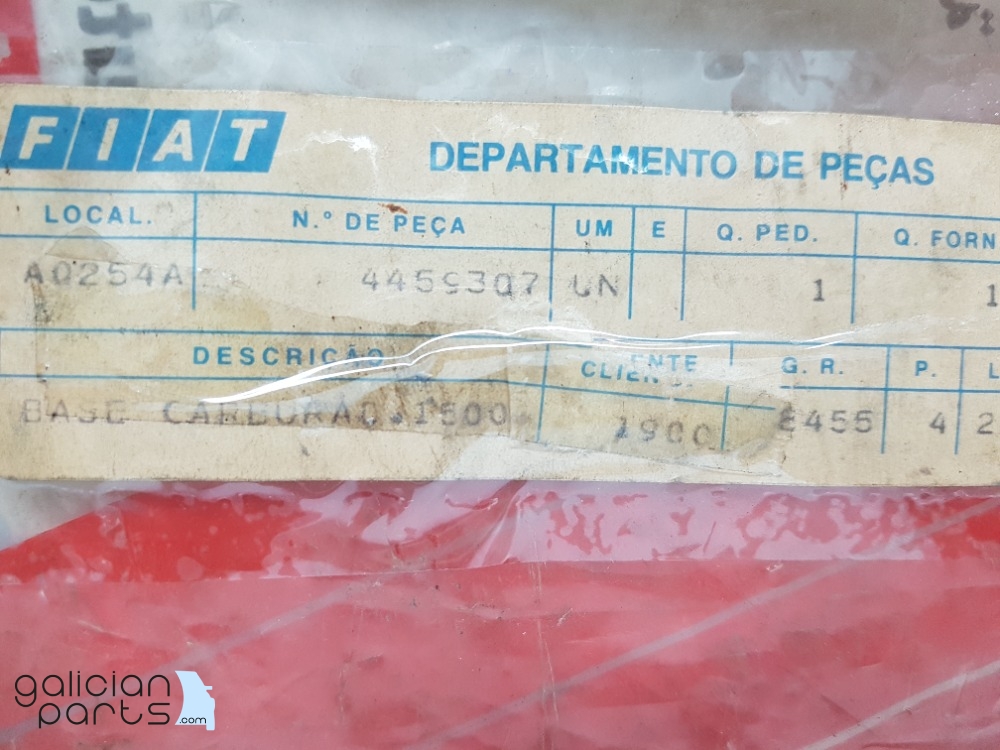 FIAT
DEPARTAMENTO DE PEÇAS
LOCAL. N.º DE PEÇA UM E Q. PED. Q. FORN
A0254A 4459307 UN 1 1
DESCRIÇÃO CLIENTE G. R. P. L
BASE CARBURAD.1500 1900 8455 4 2
galician
parts.com